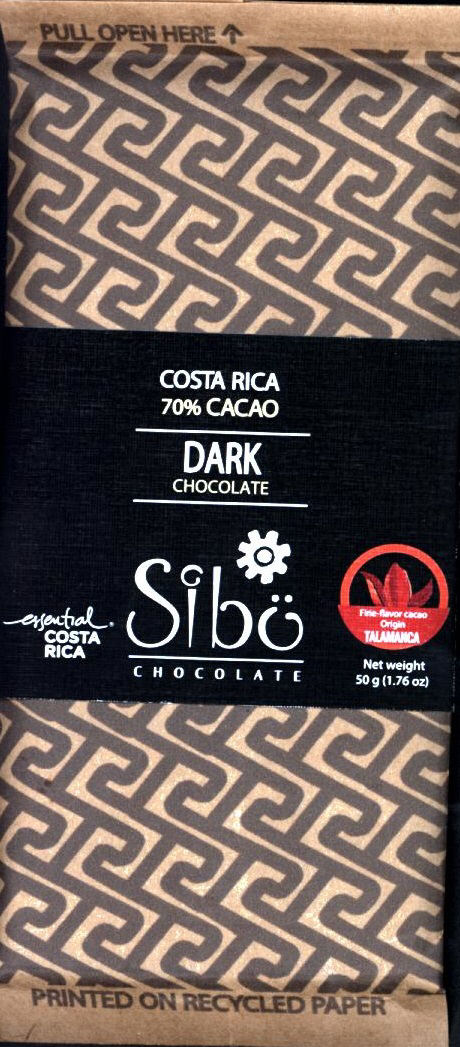 PULL OPEN HERE ↑
COSTA RICA
70% CACAO
DARK
CHOCOLATE
Sibö
CHOCOLATE
essential
COSTA
RICA
Fine-flavor cacao
Origin
TALAMANCA
Net weight
50 g (1.76 oz)
PRINTED ON RECYCLED PAPER